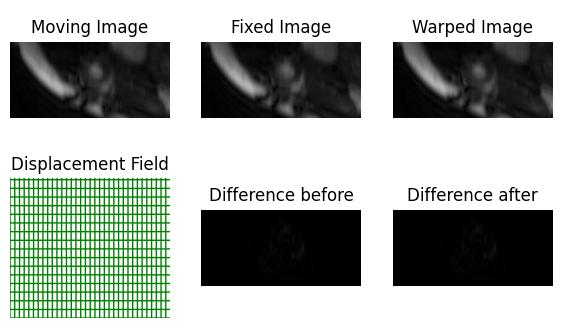 Moving Image
Fixed Image
Warped Image
Displacement Field
Difference before
Difference after